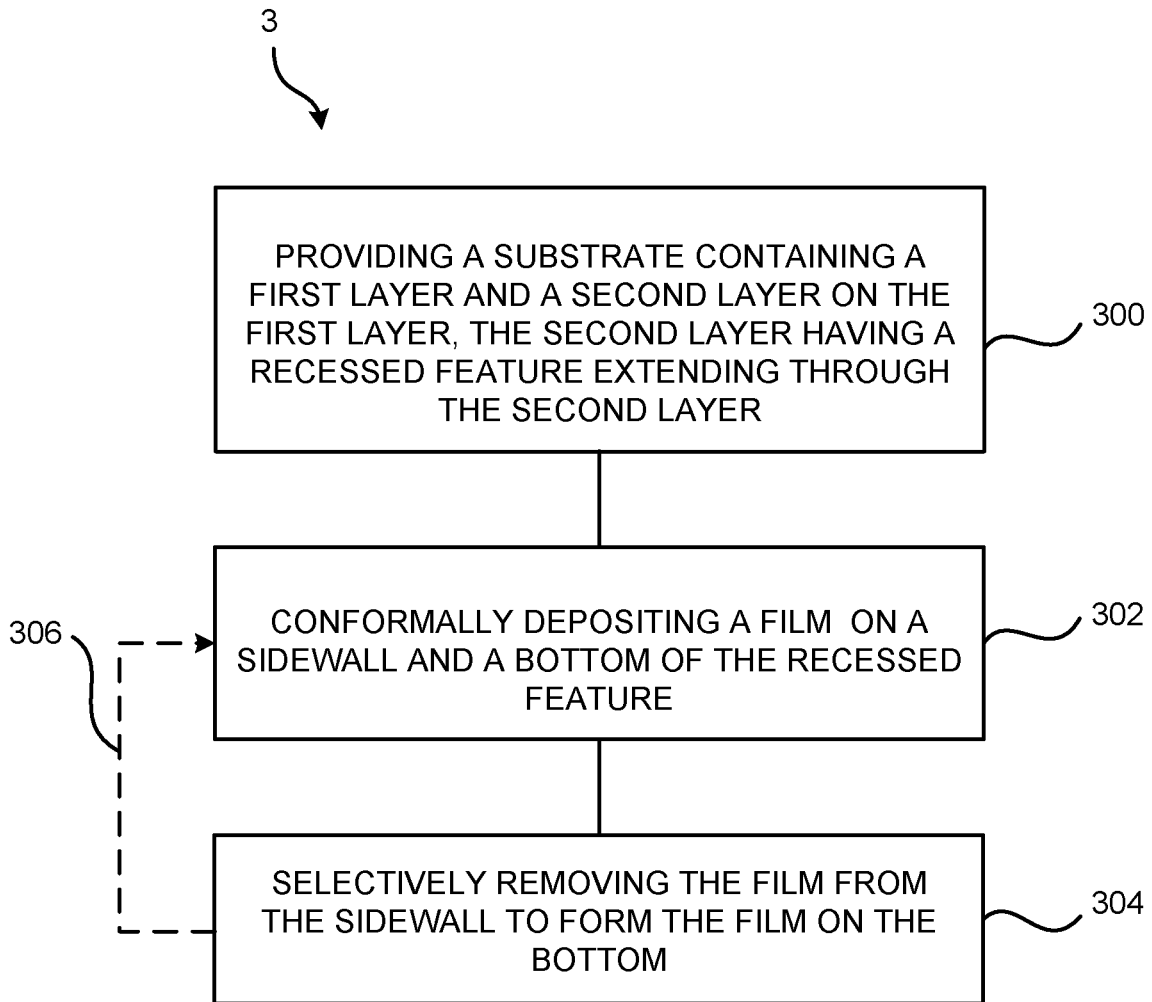 3
PROVIDING A SUBSTRATE CONTAINING A
FIRST LAYER AND A SECOND LAYER ON THE
FIRST LAYER, THE SECOND LAYER HAVING A
RECESSED FEATURE EXTENDING THROUGH
THE SECOND LAYER
300
CONFORMALLY DEPOSITING A FILM ON A
SIDEWALL AND A BOTTOM OF THE RECESSED
FEATURE
302
306
SELECTIVELY REMOVING THE FILM FROM
THE SIDEWALL TO FORM THE FILM ON THE
BOTTOM
304